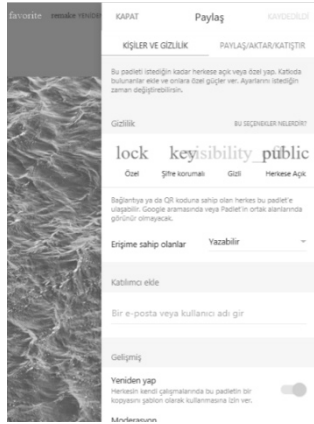 favorite remake
KAPAT Paylaş KAYDEDİLDİ
KİŞİLER VE GİZLİLİK PAYLAŞ/AKTAR/KATIŞTIR
Bu padleti istediğin kadar herkese açık veya özel yap. Katkıda
bulunanlar ekle ve onlara özel güçler ver. Ayarlarını istediğin
zaman değiştirebilirsin.
Gizlilik BU SEÇENEKLER NELERDİR?
lock key visibility_off public
Özel Şifre korumalı Gizli Herkese Açık
Bağlantıya ya da QR koduna sahip olan herkes bu padlet'e
ulaşabilir. Google aramasında veya Padlet'in ortak alanlarında
görünür olmayacak.
Erişime sahip olanlar Yazabilir
Katılımcı ekle
Bir e-posta veya kullanıcı adı gir
Gelişmiş
Yeniden yap
Herkesin kendi çalışmalarında bu padletin bir
kopyasını şablon olarak kullanmasına izin ver.
Moderasyon